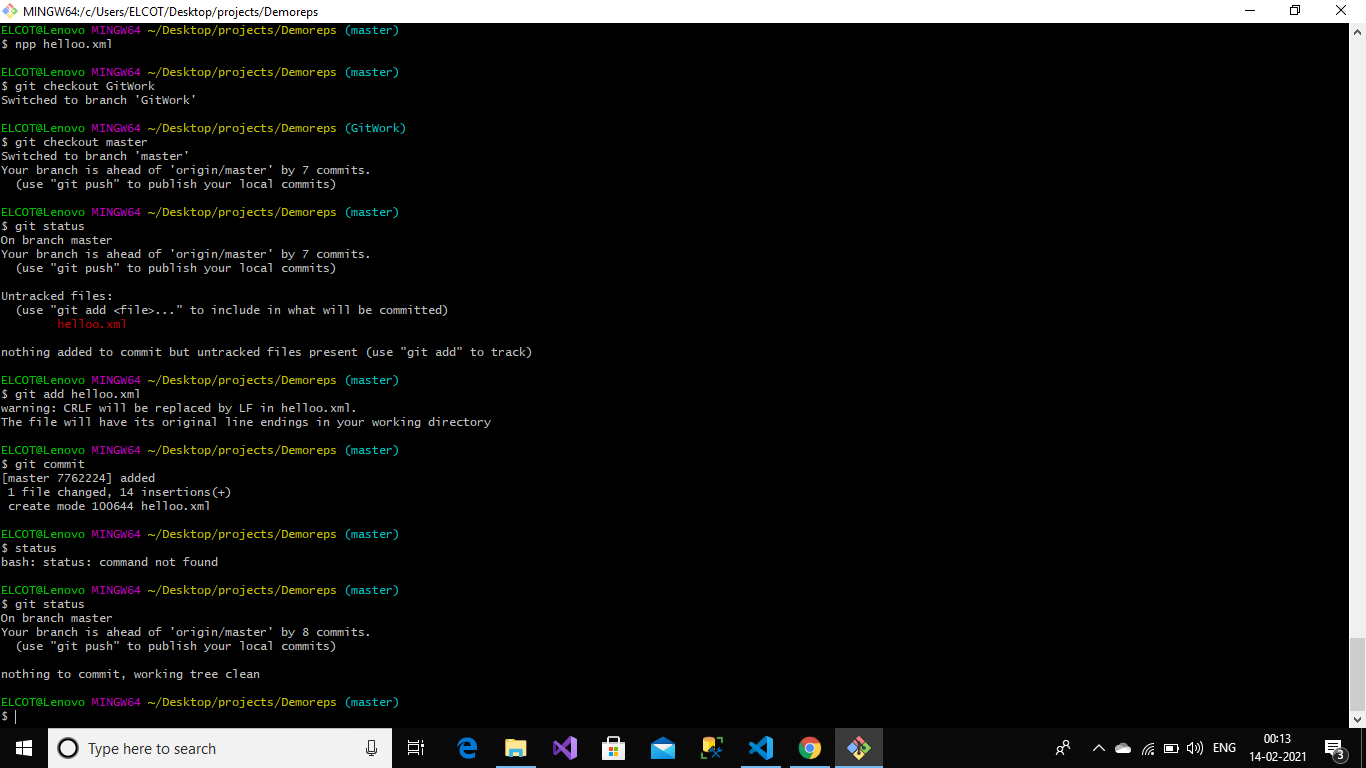 MINGW64:/c/Users/ELCOT/Desktop/projects/Demoreps
ELCOT@Lenovo MINGW64 ~/Desktop/projects/Demoreps (master)
$ npp helloo.xml
ELCOT@Lenovo MINGW64 ~/Desktop/projects/Demoreps (master)
$ git checkout GitWork
Switched to branch 'GitWork'
ELCOT@Lenovo MINGW64 ~/Desktop/projects/Demoreps (GitWork)
$ git checkout master
Switched to branch 'master'
Your branch is ahead of 'origin/master' by 7 commits.
  (use "git push" to publish your local commits)
ELCOT@Lenovo MINGW64 ~/Desktop/projects/Demoreps (master)
$ git status
On branch master
Your branch is ahead of 'origin/master' by 7 commits.
  (use "git push" to publish your local commits)
Untracked files:
  (use "git add <file>..." to include in what will be committed)
        helloo.xml
nothing added to commit but untracked files present (use "git add" to track)
ELCOT@Lenovo MINGW64 ~/Desktop/projects/Demoreps (master)
$ git add helloo.xml
warning: CRLF will be replaced by LF in helloo.xml.
The file will have its original line endings in your working directory
ELCOT@Lenovo MINGW64 ~/Desktop/projects/Demoreps (master)
$ git commit
[master 7762224] added
 1 file changed, 14 insertions(+)
 create mode 100644 helloo.xml
ELCOT@Lenovo MINGW64 ~/Desktop/projects/Demoreps (master)
$ status
bash: status: command not found
ELCOT@Lenovo MINGW64 ~/Desktop/projects/Demoreps (master)
$ git status
On branch master
Your branch is ahead of 'origin/master' by 8 commits.
  (use "git push" to publish your local commits)
nothing to commit, working tree clean
ELCOT@Lenovo MINGW64 ~/Desktop/projects/Demoreps (master)
$
Type here to search
ENG
00:13
14-02-2021
3